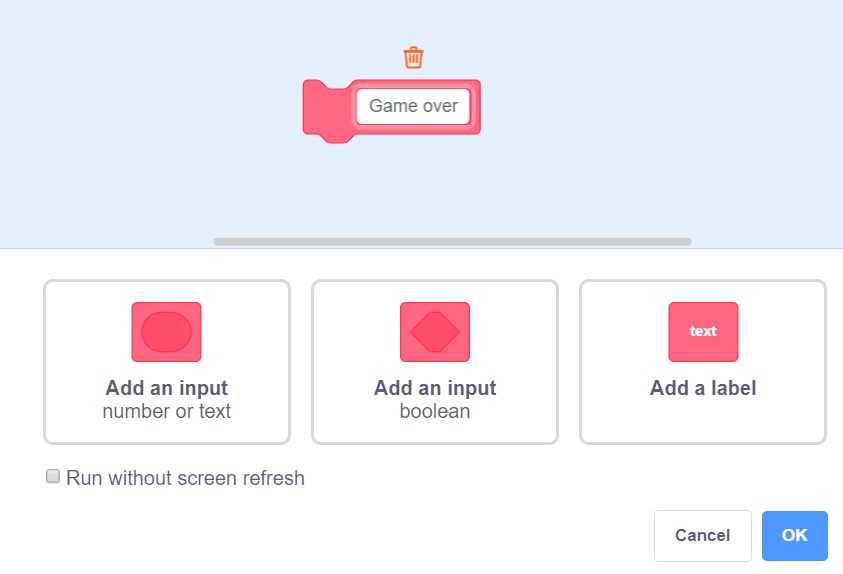 Game over
text
Add an input
number or text
Add an input
boolean
Add a label
Run without screen refresh
Cancel
OK